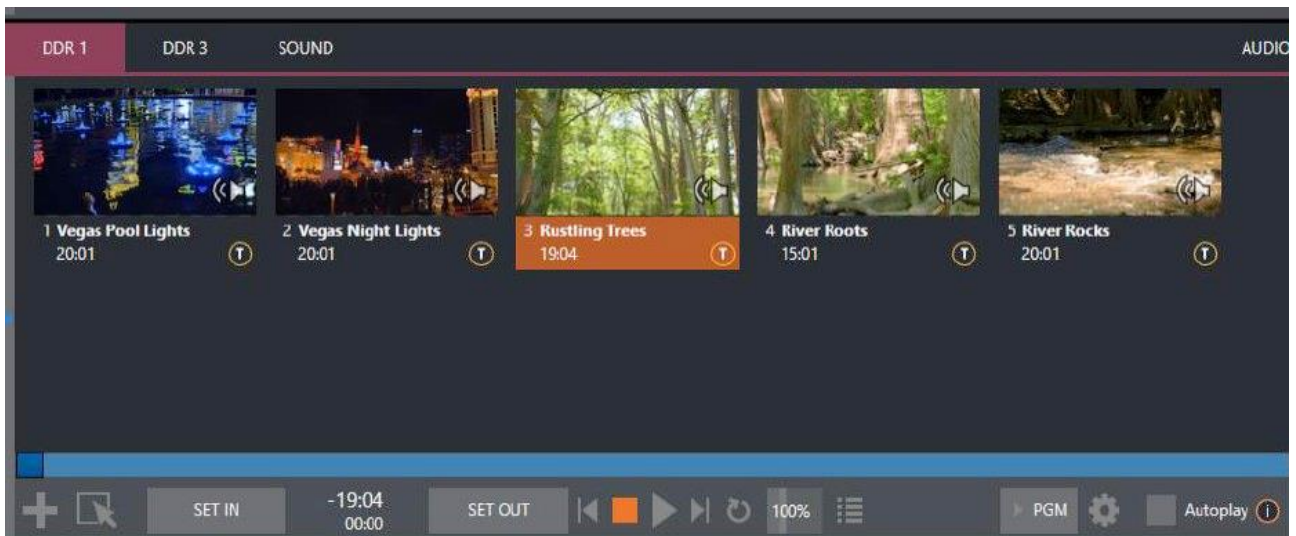 DDR 1 DDR 3 SOUND AUDIO
1 Vegas Pool Lights 2 Vegas Night Lights 3 Rustling Trees 4 River Roots 5 River Rocks
20:01 T 20:01 T 19:04 T 15:01 T 20:01 T
SET IN -19:04 SET OUT 100% PGM Autoplay i
00:00